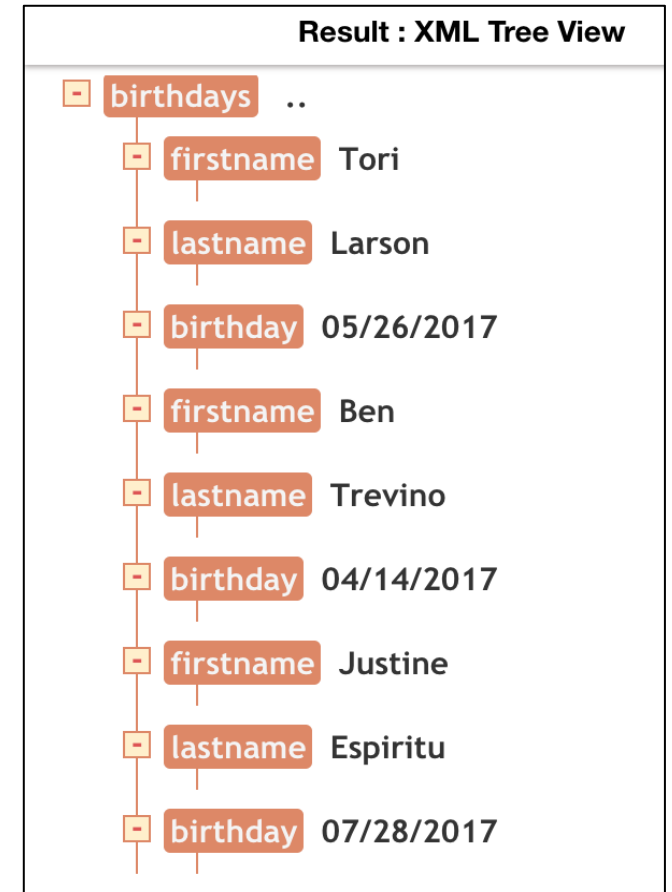 Result : XML Tree View
- birthdays ..
- firstname Tori
- lastname Larson
- birthday 05/26/2017
- firstname Ben
- lastname Trevino
- birthday 04/14/2017
- firstname Justine
- lastname Espiritu
- birthday 07/28/2017